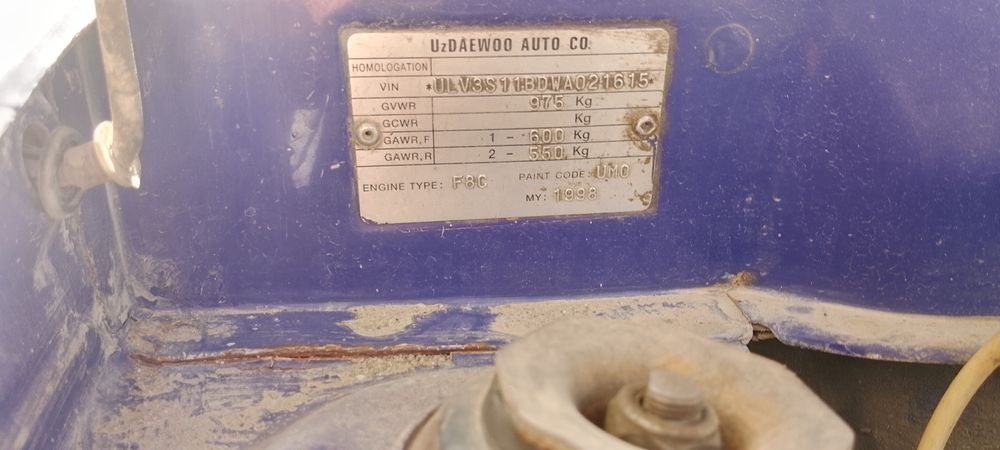 UzDAEWOO AUTO CO.
HOMOLOGATION
VIN *ULV3S11BDWA021615*
GVWR 975 Kg
GCWR Kg
GAWR,F 1 - 600 Kg
GAWR,R 2 - 550 Kg
ENGINE TYPE: F8C PAINT CODE: UMO
MY: 1998